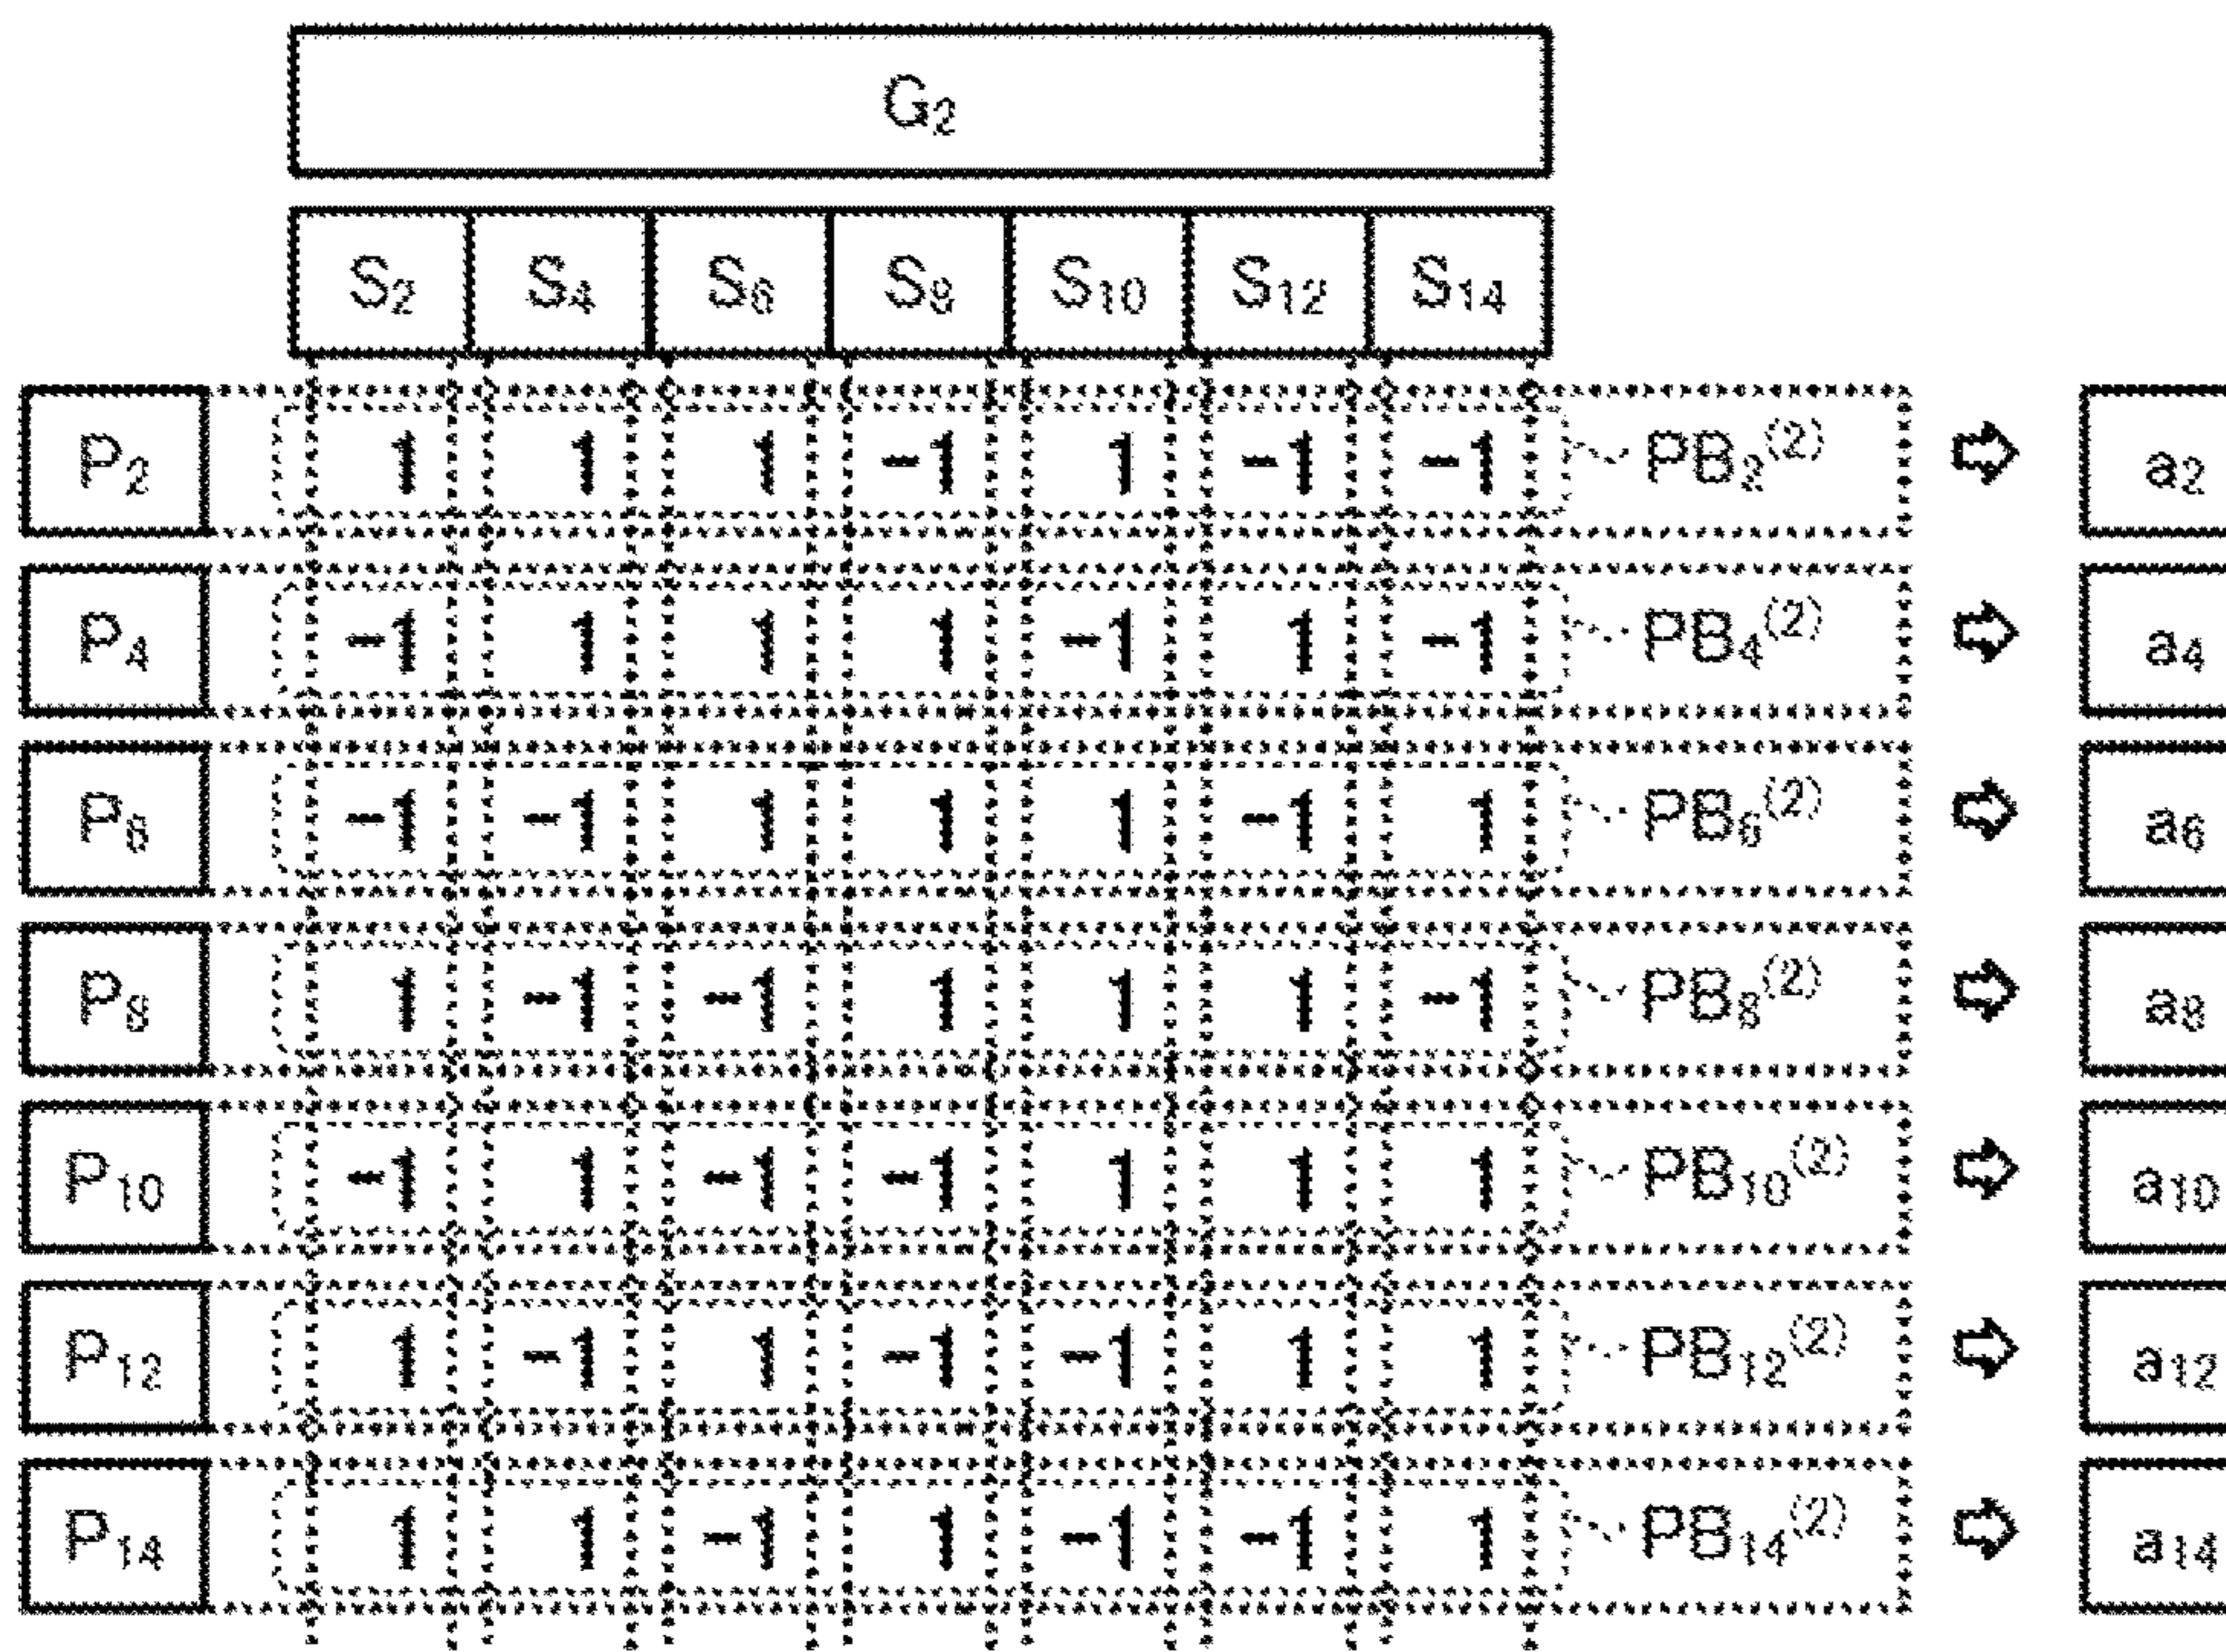 G₂
S₂ S₄ S₆ S₈ S₁₀ S₁₂ S₁₄
P₂ 1 1 1 -1 1 -1 -1 PB₂⁽²⁾ ⇨ a₂
P₄ -1 1 1 1 -1 1 -1 PB₄⁽²⁾ ⇨ a₄
P₆ -1 -1 1 1 1 -1 1 PB₆⁽²⁾ ⇨ a₆
P₈ 1 -1 -1 1 1 1 -1 PB₈⁽²⁾ ⇨ a₈
P₁₀ -1 1 -1 -1 1 1 1 PB₁₀⁽²⁾ ⇨ a₁₀
P₁₂ 1 -1 1 -1 -1 1 1 PB₁₂⁽²⁾ ⇨ a₁₂
P₁₄ 1 1 -1 1 -1 -1 1 PB₁₄⁽²⁾ ⇨ a₁₄